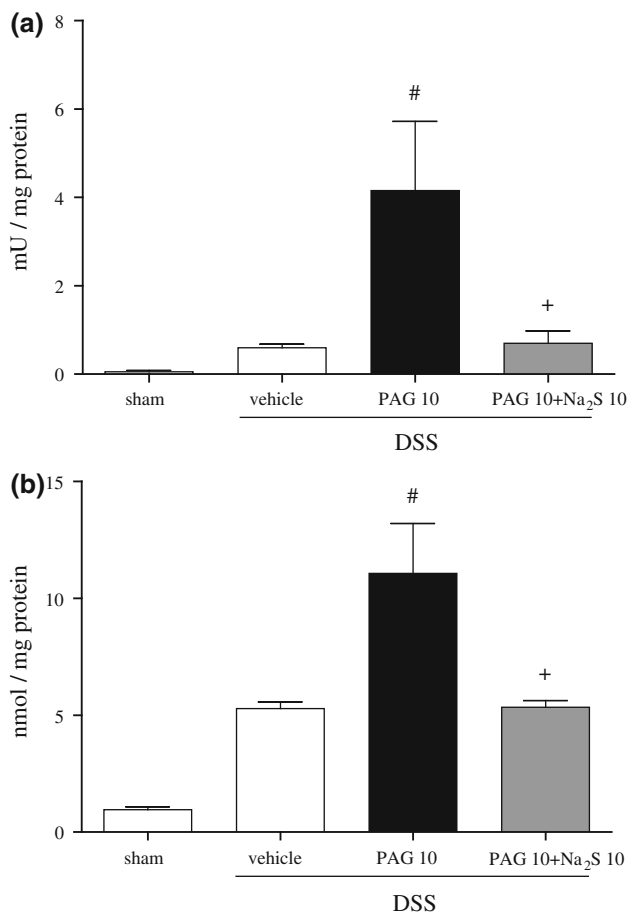 (a)
8
6
4
2
0
mU / mg protein
#
+
sham vehicle PAG 10 PAG 10+Na₂S 10
DSS
(b)
15
10
5
0
nmol / mg protein
#
+
sham vehicle PAG 10 PAG 10+Na₂S 10
DSS